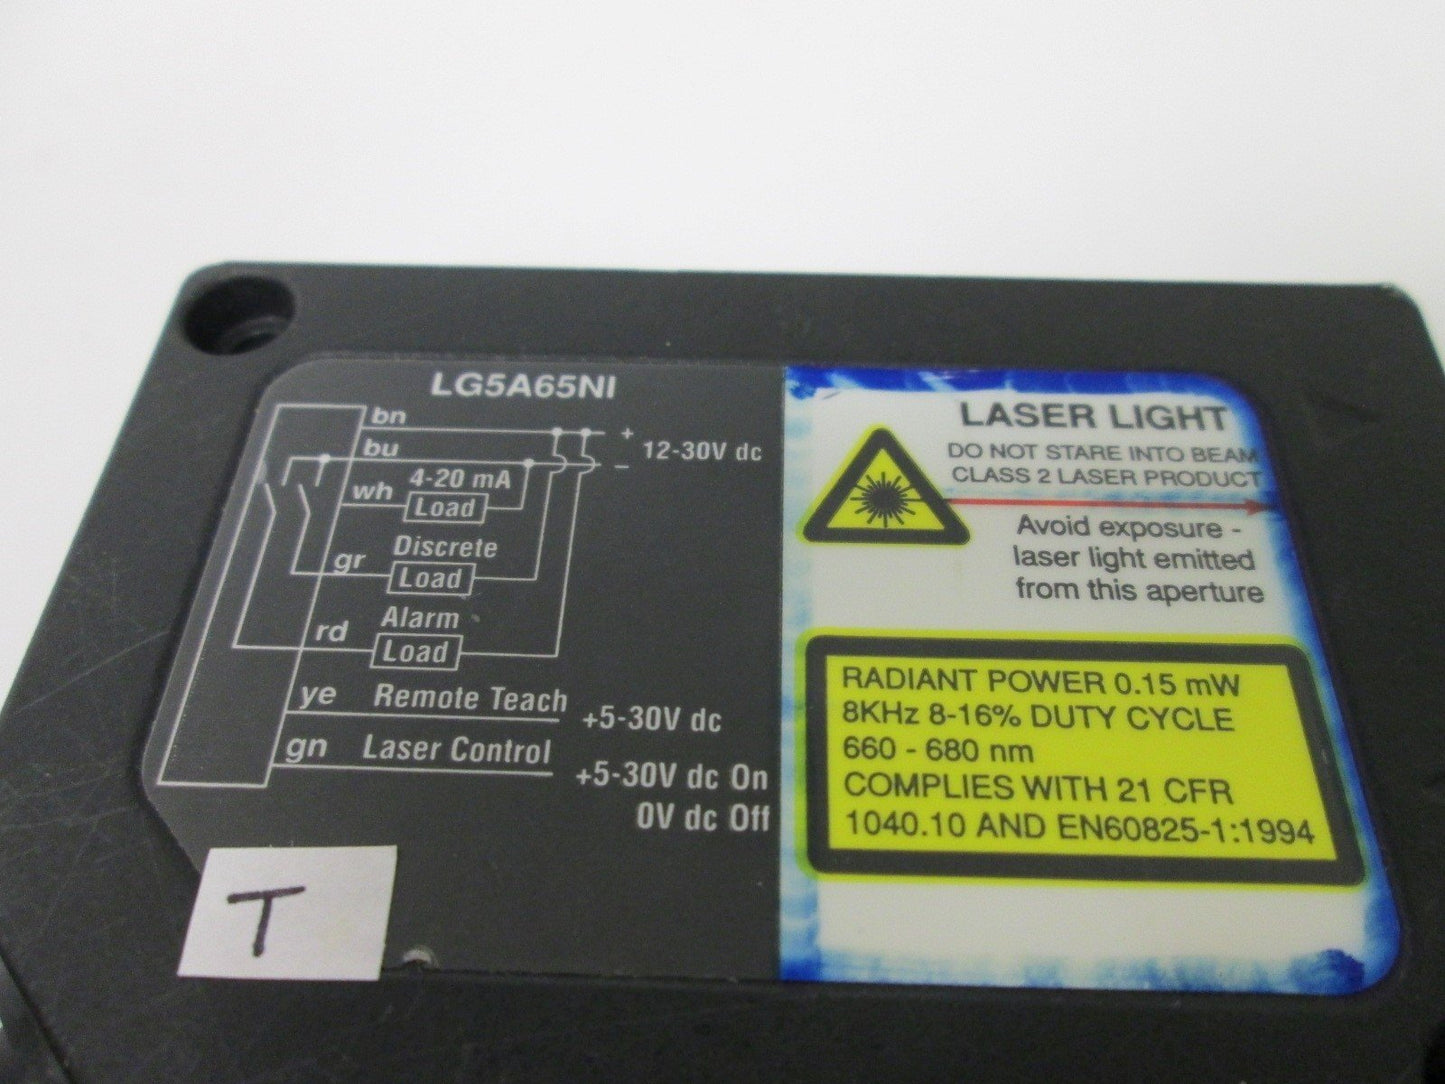 LG5A65NI
bn
+
12-30V dc
bu
–
4-20 mA
wh
Load
Discrete
gr
Load
Alarm
rd
Load
ye Remote Teach
+5-30V dc
gn Laser Control
+5-30V dc On
0V dc Off
T
LASER LIGHT
DO NOT STARE INTO BEAM
CLASS 2 LASER PRODUCT
Avoid exposure -
laser light emitted
from this aperture
RADIANT POWER 0.15 mW
8KHz 8-16% DUTY CYCLE
660 - 680 nm
COMPLIES WITH 21 CFR
1040.10 AND EN60825-1:1994